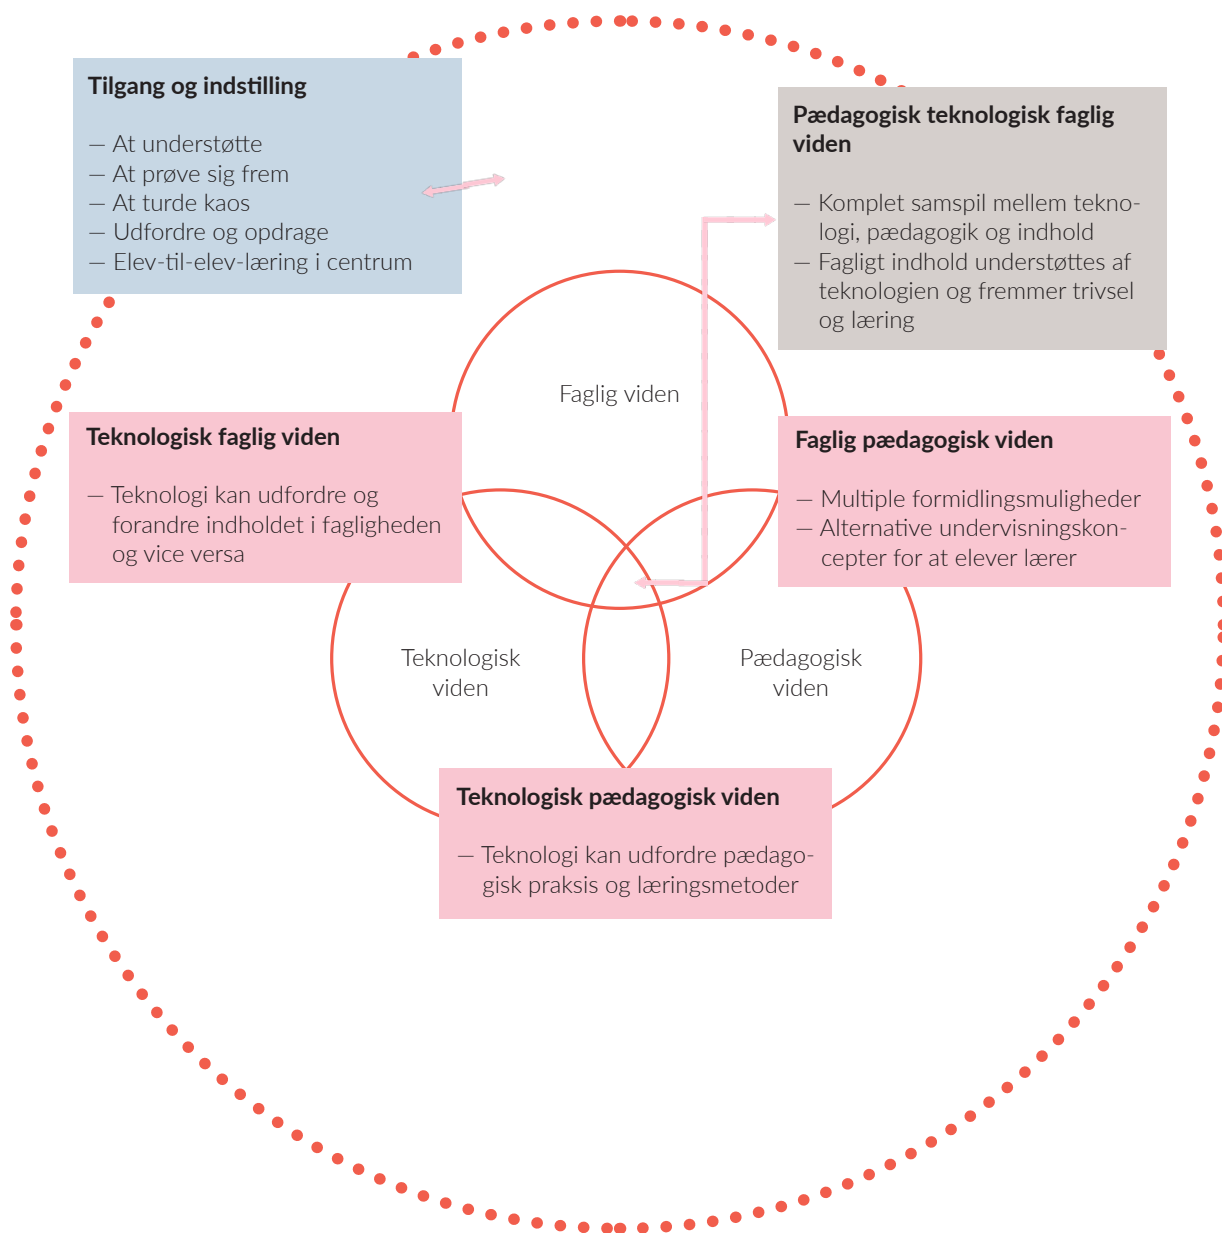 Tilgang og indstilling
— At understøtte
— At prøve sig frem
— At turde kaos
— Udfordre og opdrage
— Elev-til-elev-læring i centrum
Pædagogisk teknologisk faglig
viden
— Komplet samspil mellem tekno-
logi, pædagogik og indhold
— Fagligt indhold understøttes af
teknologien og fremmer trivsel
og læring
Faglig viden
Teknologisk faglig viden
— Teknologi kan udfordre og
forandre indholdet i fagligheden
og vice versa
Faglig pædagogisk viden
— Multiple formidlingsmuligheder
— Alternative undervisningskon-
cepter for at elever lærer
Teknologisk
viden
Pædagogisk
viden
Teknologisk pædagogisk viden
— Teknologi kan udfordre pædago-
gisk praksis og læringsmetoder